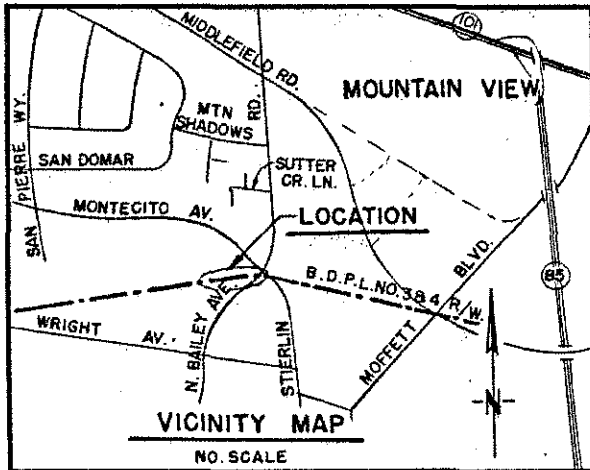 101
MIDDLEFIELD RD.
MOUNTAIN VIEW
MTN
SHADOWS
RD.
SAN PIERRE WY.
SAN DOMAR
SUTTER
CR. LN.
MONTECITO AV.
LOCATION
B.D.P.L. NO. 3&4 R/W.
BLVD.
85
N. BAILEY AVE.
WRIGHT AV.
STIERLIN
MOFFETT
-N-
VICINITY MAP
NO. SCALE